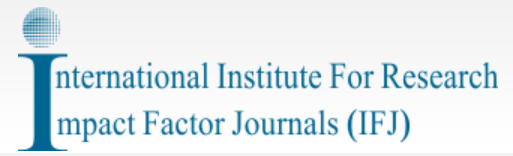 International Institute For Research
Impact Factor Journals (IFJ)